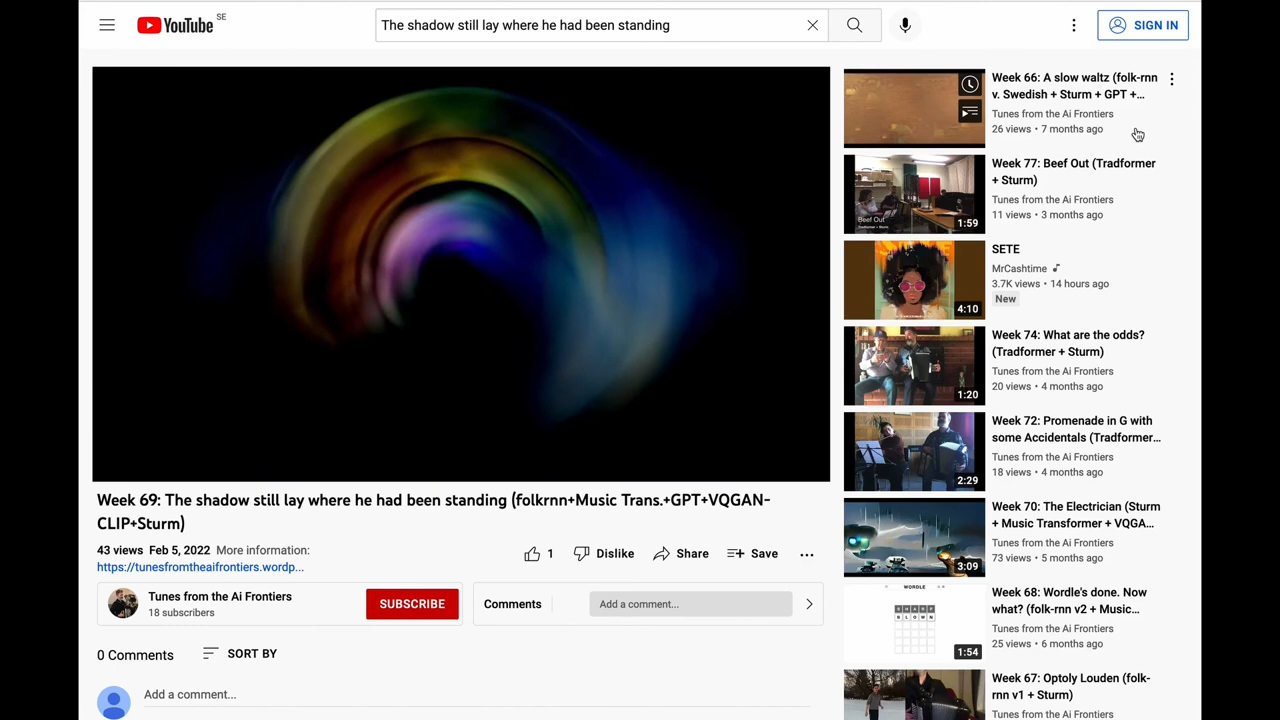 YouTube SE
The shadow still lay where he had been standing
SIGN IN
Week 69: The shadow still lay where he had been standing (folkrnn+Music Trans.+GPT+VQGAN-
CLIP+Sturm)
43 views Feb 5, 2022 More information:
https://tunesfromtheaifrontiers.wordp...
1 Dislike Share Save
Tunes from the Ai Frontiers
18 subscribers
SUBSCRIBE
Comments Add a comment...
0 Comments SORT BY
Add a comment...
Week 66: A slow waltz (folk-rnn
v. Swedish + Sturm + GPT +...
Tunes from the Ai Frontiers
26 views • 7 months ago
Beef Out
1:59
Week 77: Beef Out (Tradformer
+ Sturm)
Tunes from the Ai Frontiers
11 views • 3 months ago
4:10
SETE
MrCashtime
3.7K views • 14 hours ago
New
1:20
Week 74: What are the odds?
(Tradformer + Sturm)
Tunes from the Ai Frontiers
20 views • 4 months ago
2:29
Week 72: Promenade in G with
some Accidentals (Tradformer...
Tunes from the Ai Frontiers
18 views • 4 months ago
3:09
Week 70: The Electrician (Sturm
+ Music Transformer + VQGA...
Tunes from the Ai Frontiers
73 views • 5 months ago
WORDLE
1:54
Week 68: Wordle's done. Now
what? (folk-rnn v2 + Music...
Tunes from the Ai Frontiers
25 views • 6 months ago
Week 67: Optoly Louden (folk-
rnn v1 + Sturm)
Tunes from the Ai Frontiers